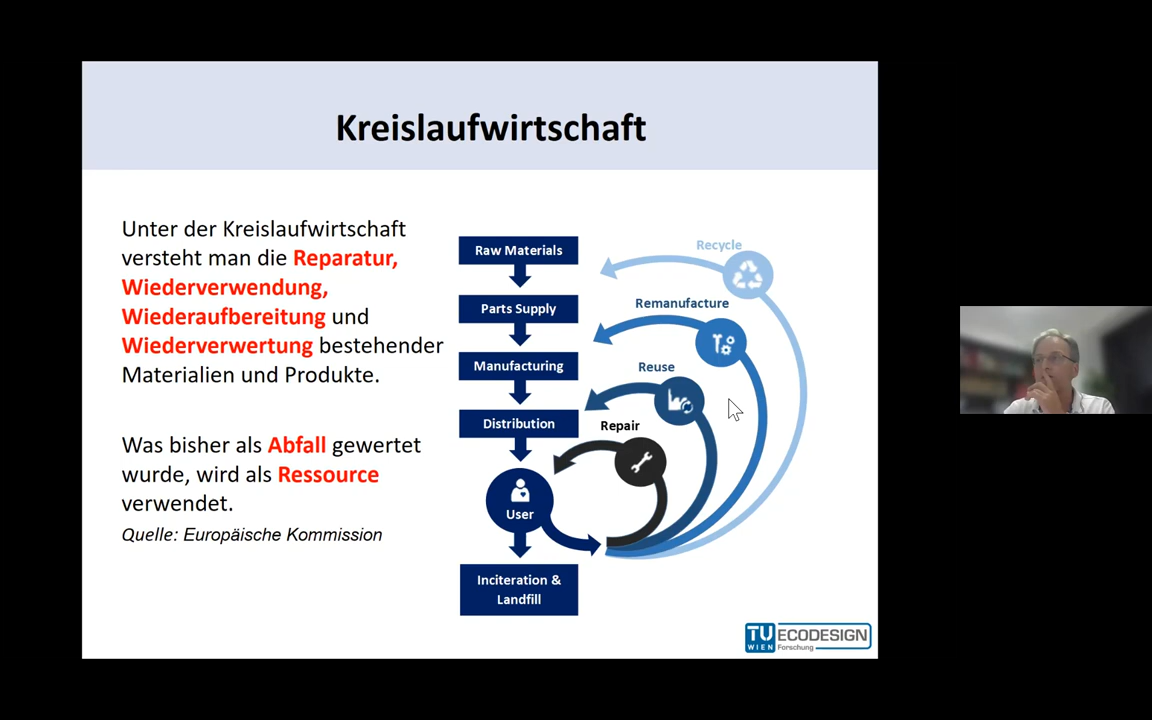 Kreislaufwirtschaft
Unter der Kreislaufwirtschaft
versteht man die Reparatur,
Wiederverwendung,
Wiederaufbereitung und
Wiederverwertung bestehender
Materialien und Produkte.
Was bisher als Abfall gewertet
wurde, wird als Ressource
verwendet.
Quelle: Europäische Kommission
Raw Materials
Parts Supply
Manufacturing
Distribution
User
Inciteration &
Landfill
Recycle
Remanufacture
Reuse
Repair
TU ECODESIGN
WIEN Forschung